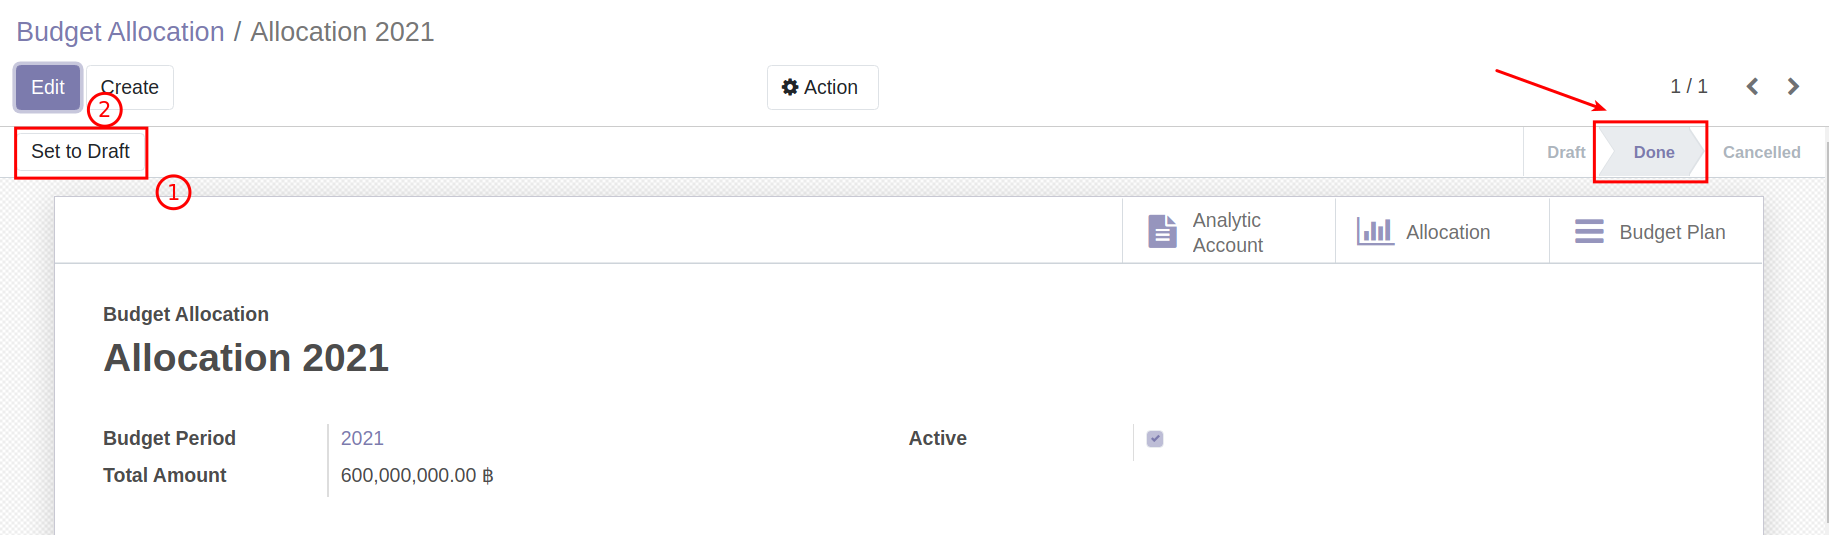 Budget Allocation / Allocation 2021
Edit Create Action 1 / 1
2
Set to Draft Draft Done Cancelled
1
Analytic Account Allocation Budget Plan
Budget Allocation
Allocation 2021
Budget Period 2021 Active
Total Amount 600,000,000.00 ฿